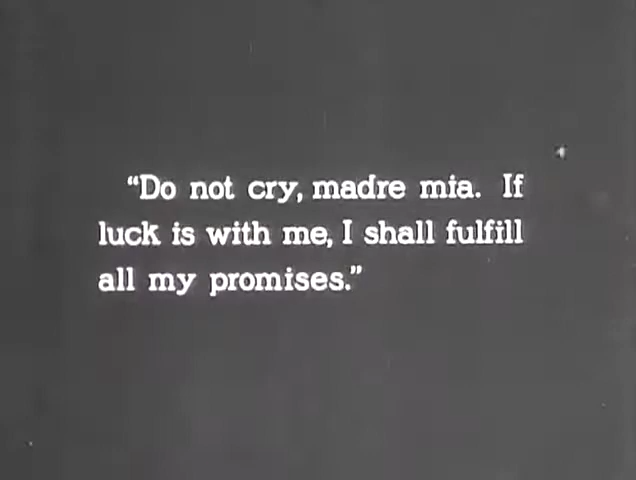 “Do not cry, madre mia. If
luck is with me, I shall fulfill
all my promises.”